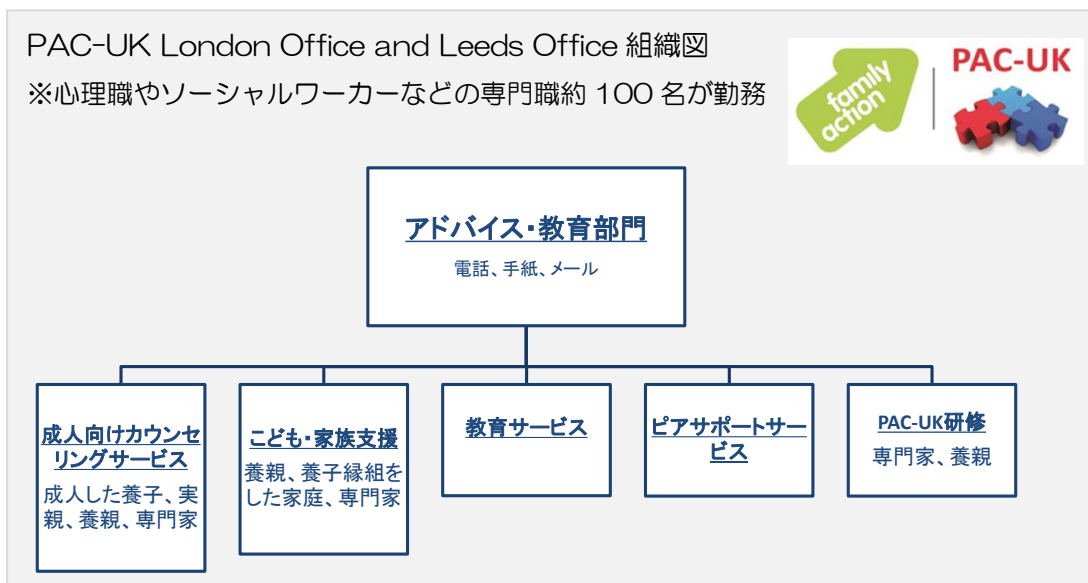 PAC-UK London Office and Leeds Office 組織図
※心理職やソーシャルワーカーなどの専門職約 100 名が勤務
family
action
PAC-UK
アドバイス・教育部門
電話、手紙、メール
成人向けカウンセ
リングサービス
成人した養子、実
親、養親、専門家
こども・家族支援
養親、養子縁組を
した家庭、専門家
教育サービス
ピアサポートサー
ビス
PAC-UK研修
専門家、養親